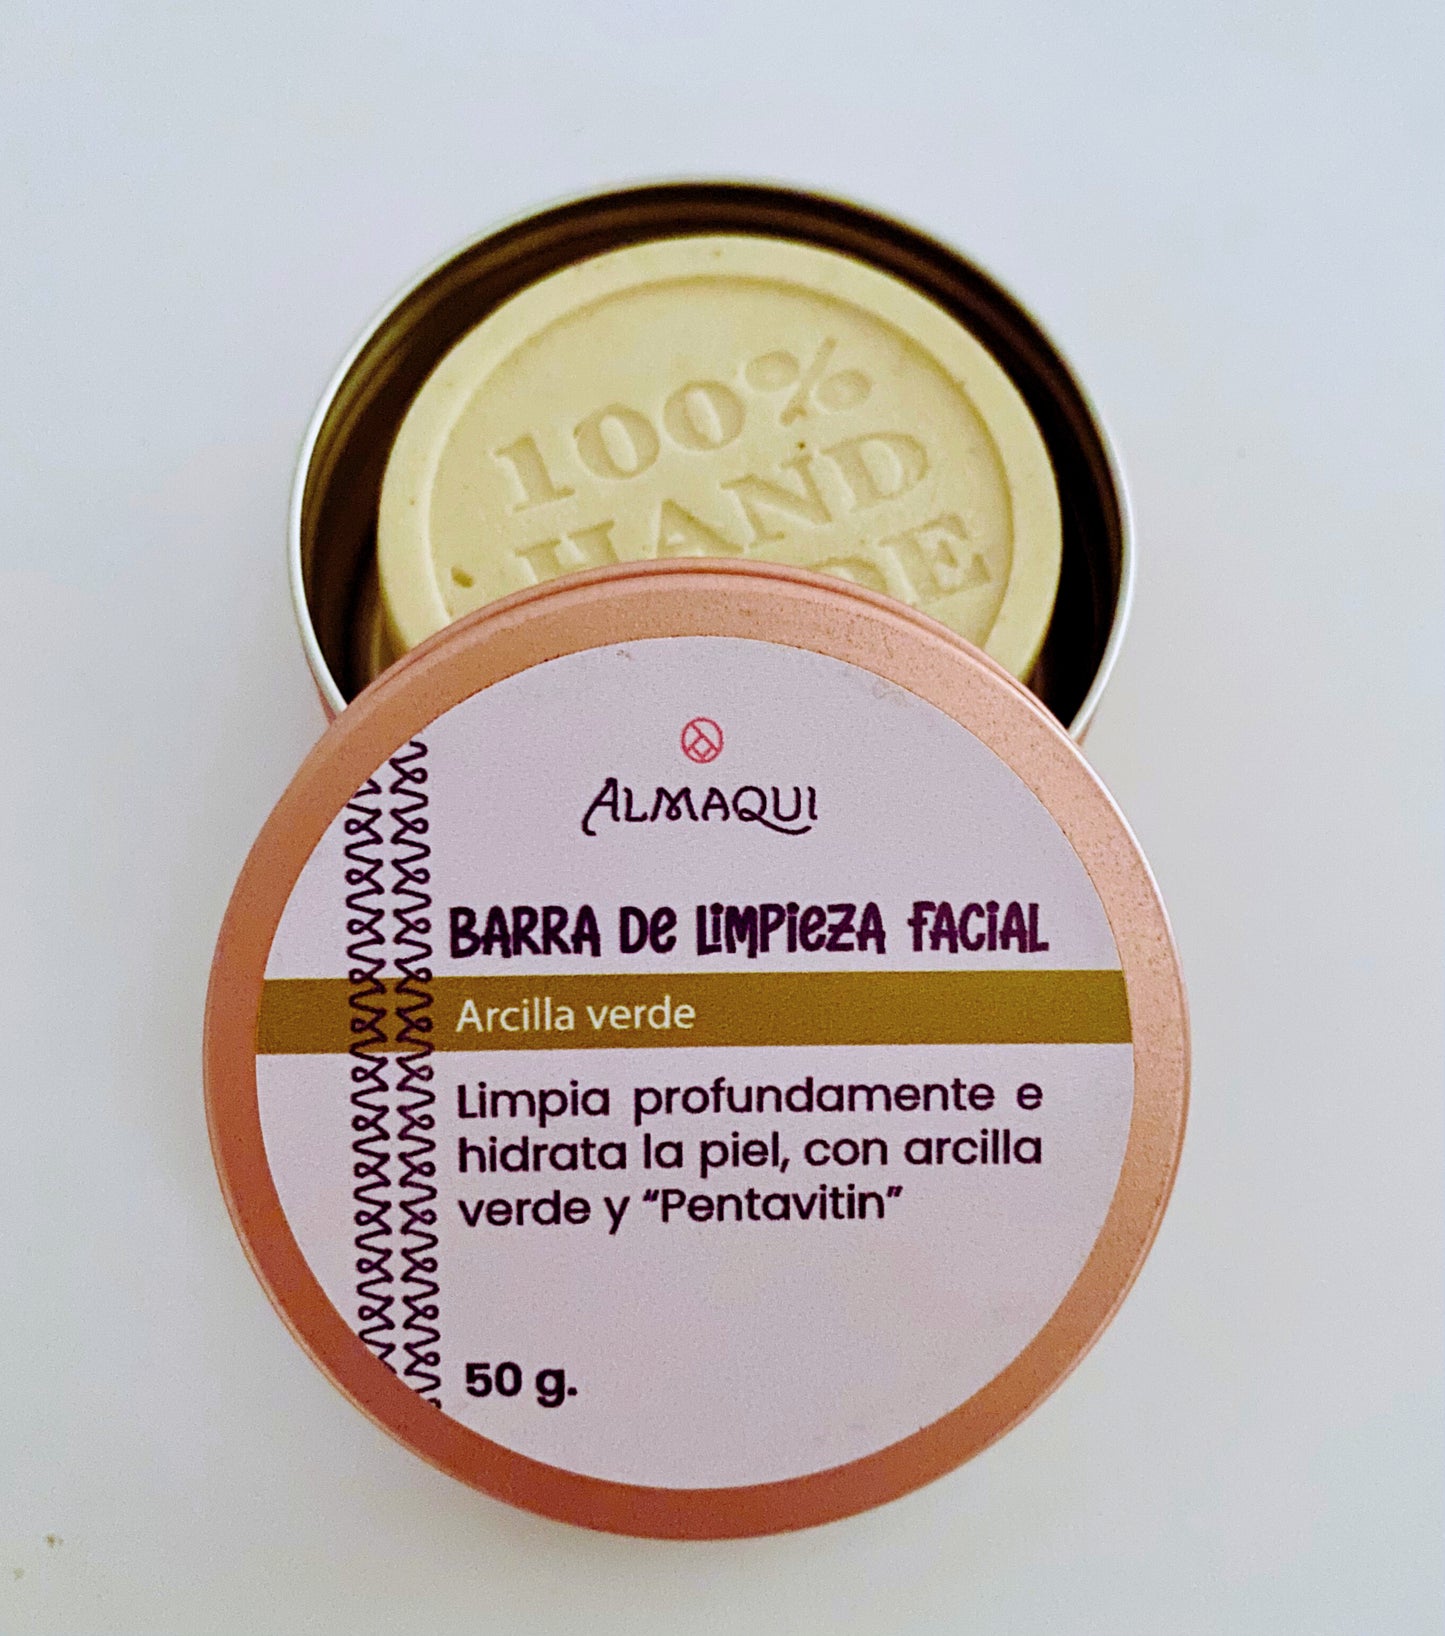 100%
HAND
ALMAQUI
BARRA DE LIMPIEZA FACIAL
Arcilla verde
Limpia profundamente e
hidrata la piel, con arcilla
verde y “Pentavitin”
50 g.